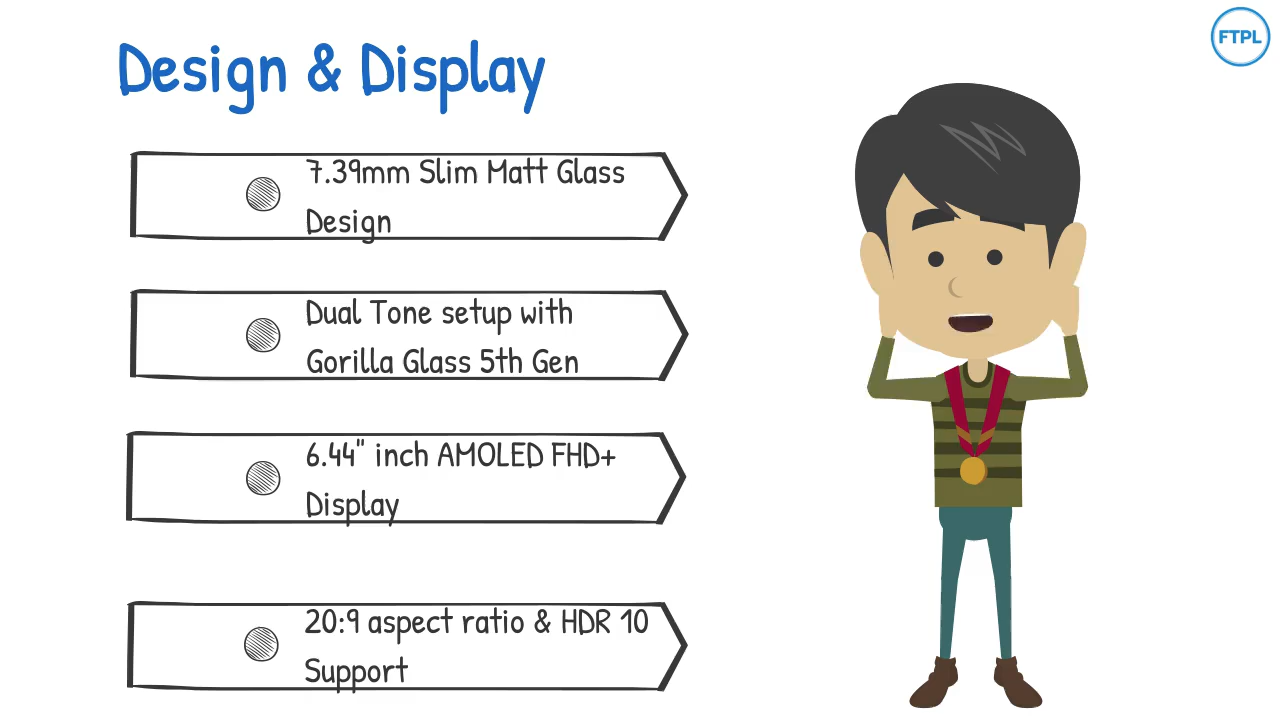 FTPL
Design & Display
7.39mm Slim Matt Glass
Design
Dual Tone setup with
Gorilla Glass 5th Gen
6.44" inch AMOLED FHD+
Display
20:9 aspect ratio & HDR 10
Support